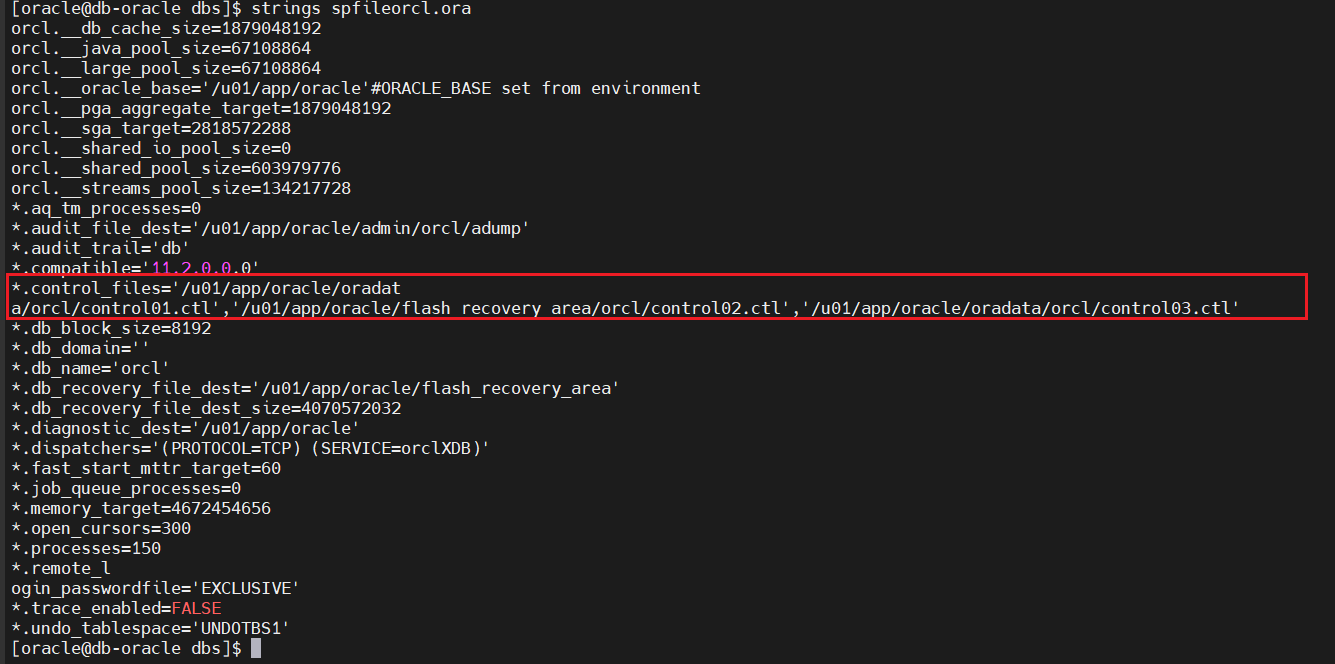 [oracle@db-oracle dbs]$ strings spfileorcl.ora
orcl.__db_cache_size=1879048192
orcl.__java_pool_size=67108864
orcl.__large_pool_size=67108864
orcl.__oracle_base='/u01/app/oracle'#ORACLE_BASE set from environment
orcl.__pga_aggregate_target=1879048192
orcl.__sga_target=2818572288
orcl.__shared_io_pool_size=0
orcl.__shared_pool_size=603979776
orcl.__streams_pool_size=134217728
*.aq_tm_processes=0
*.audit_file_dest='/u01/app/oracle/admin/orcl/adump'
*.audit_trail='db'
*.compatible='11.2.0.0.0'
*.control_files='/u01/app/oracle/oradat
a/orcl/control01.ctl','/u01/app/oracle/flash_recovery_area/orcl/control02.ctl','/u01/app/oracle/oradata/orcl/control03.ctl'
*.db_block_size=8192
*.db_domain=''
*.db_name='orcl'
*.db_recovery_file_dest='/u01/app/oracle/flash_recovery_area'
*.db_recovery_file_dest_size=4070572032
*.diagnostic_dest='/u01/app/oracle'
*.dispatchers='(PROTOCOL=TCP) (SERVICE=orclXDB)'
*.fast_start_mttr_target=60
*.job_queue_processes=0
*.memory_target=4672454656
*.open_cursors=300
*.processes=150
*.remote_l
ogin_passwordfile='EXCLUSIVE'
*.trace_enabled=FALSE
*.undo_tablespace='UNDOTBS1'
[oracle@db-oracle dbs]$